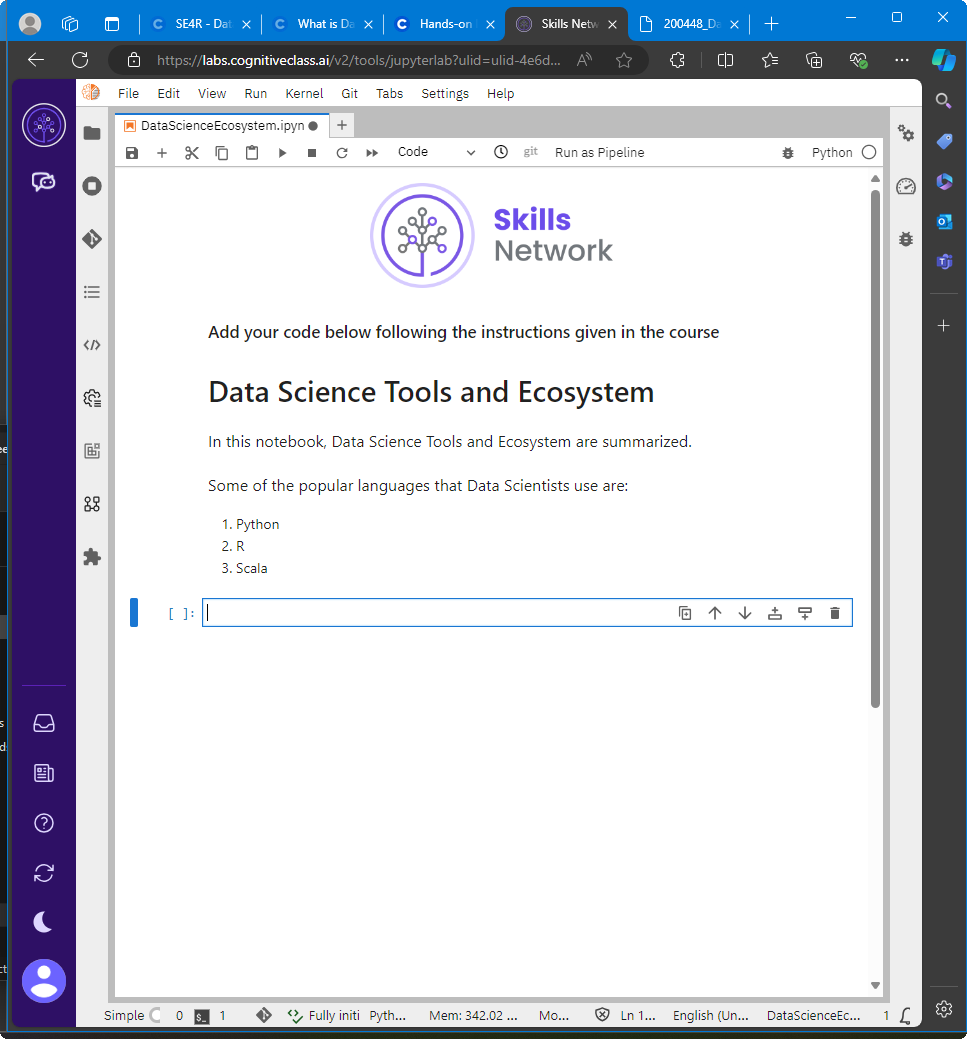 SE4R - Dat
What is Da
Hands-on
Skills Netw
200448_Da
https://labs.cognitiveclass.ai/v2/tools/jupyterlab?ulid=ulid-4e6d...
File Edit View Run Kernel Git Tabs Settings Help
DataScienceEcosystem.ipyn
Code git Run as Pipeline Python
Skills
Network
Add your code below following the instructions given in the course
Data Science Tools and Ecosystem
In this notebook, Data Science Tools and Ecosystem are summarized.
Some of the popular languages that Data Scientists use are:
1. Python
2. R
3. Scala
[ ]:
Simple 0 $_ 1 Fully initi Pyth... Mem: 342.02 ... Mo... Ln 1... English (Un... DataScienceEc... 1